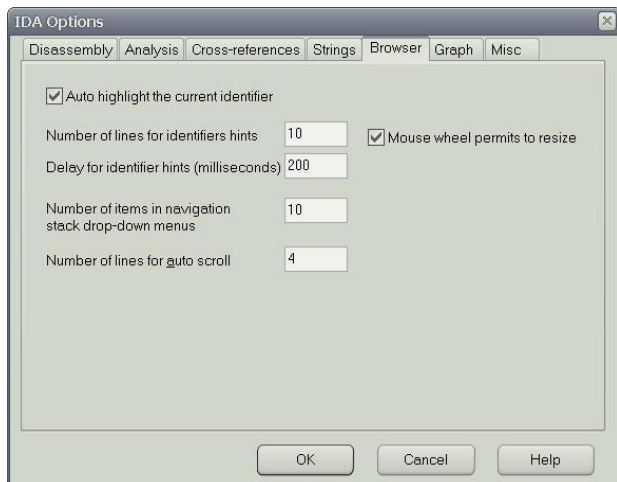 IDA Options
Disassembly Analysis Cross-references Strings Browser Graph Misc
Auto highlight the current identifier
Number of lines for identifiers hints 10 Mouse wheel permits to resize
Delay for identifier hints (milliseconds) 200
Number of items in navigation
stack drop-down menus 10
Number of lines for auto scroll 4
OK Cancel Help